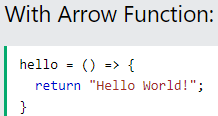 With Arrow Function:
hello = () => {
  return "Hello World!";
}